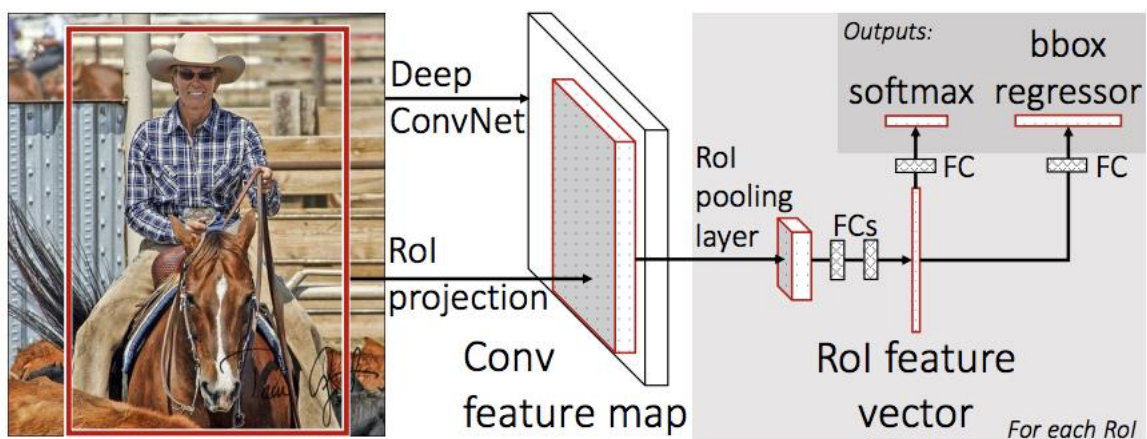 Deep
ConvNet
RoI
projection
Conv
feature map
RoI
pooling
layer
FCs
Outputs:
softmax
bbox
regressor
FC
FC
RoI feature
vector
For each RoI